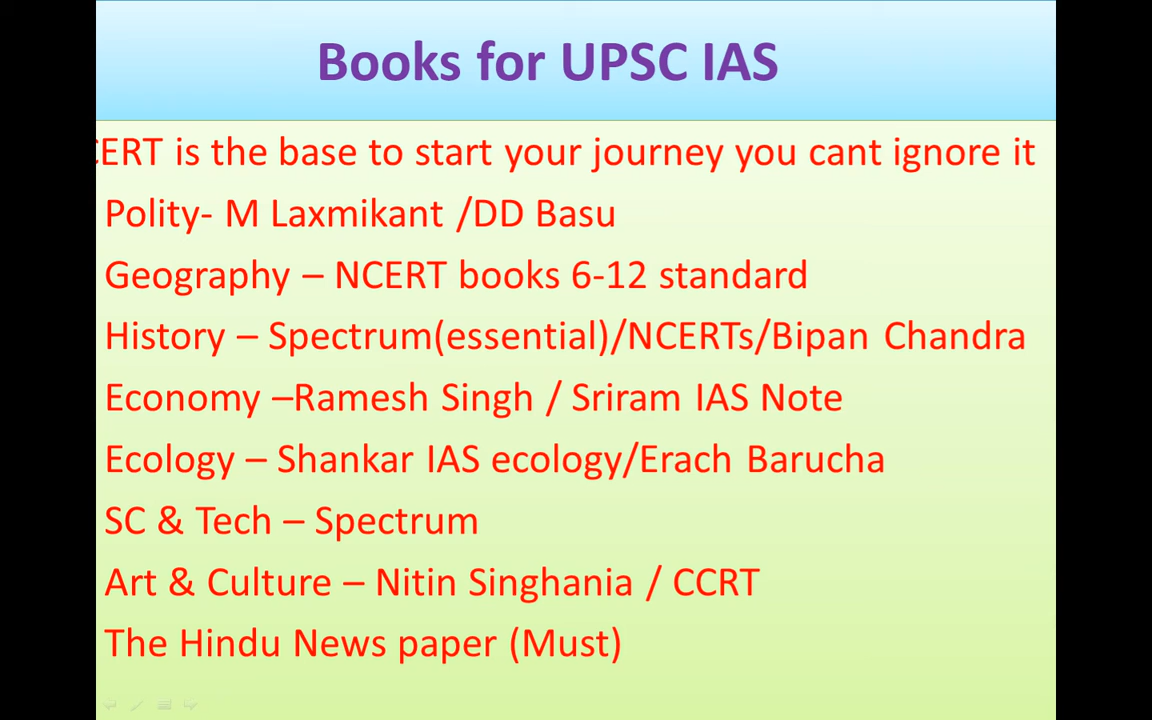 Books for UPSC IAS
CERT is the base to start your journey you cant ignore it
Polity- M Laxmikant /DD Basu
Geography – NCERT books 6-12 standard
History – Spectrum(essential)/NCERTs/Bipan Chandra
Economy –Ramesh Singh / Sriram IAS Note
Ecology – Shankar IAS ecology/Erach Barucha
SC & Tech – Spectrum
Art & Culture – Nitin Singhania / CCRT
The Hindu News paper (Must)